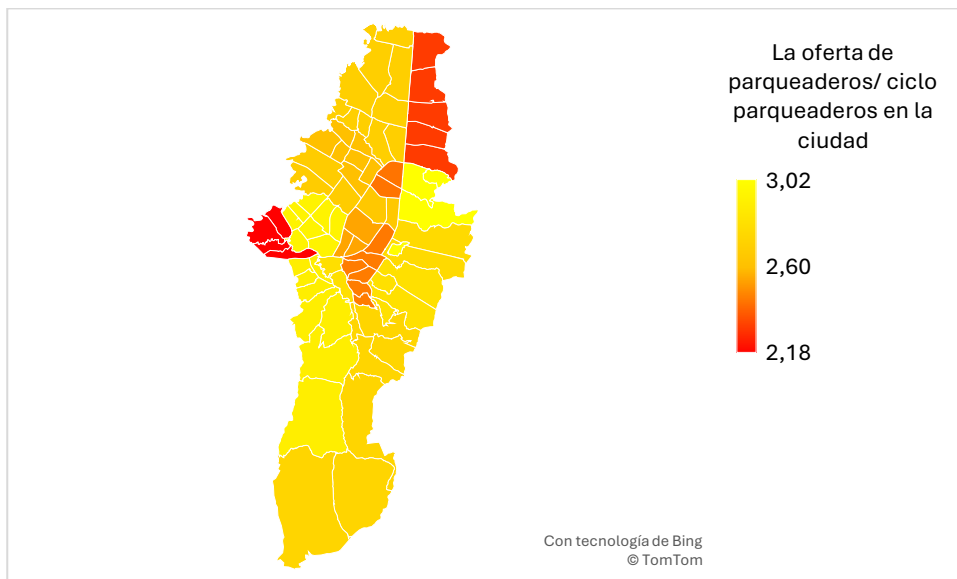 La oferta de
parqueaderos/ ciclo
parqueaderos en la
ciudad
3,02
2,60
2,18
Con tecnología de Bing
© TomTom